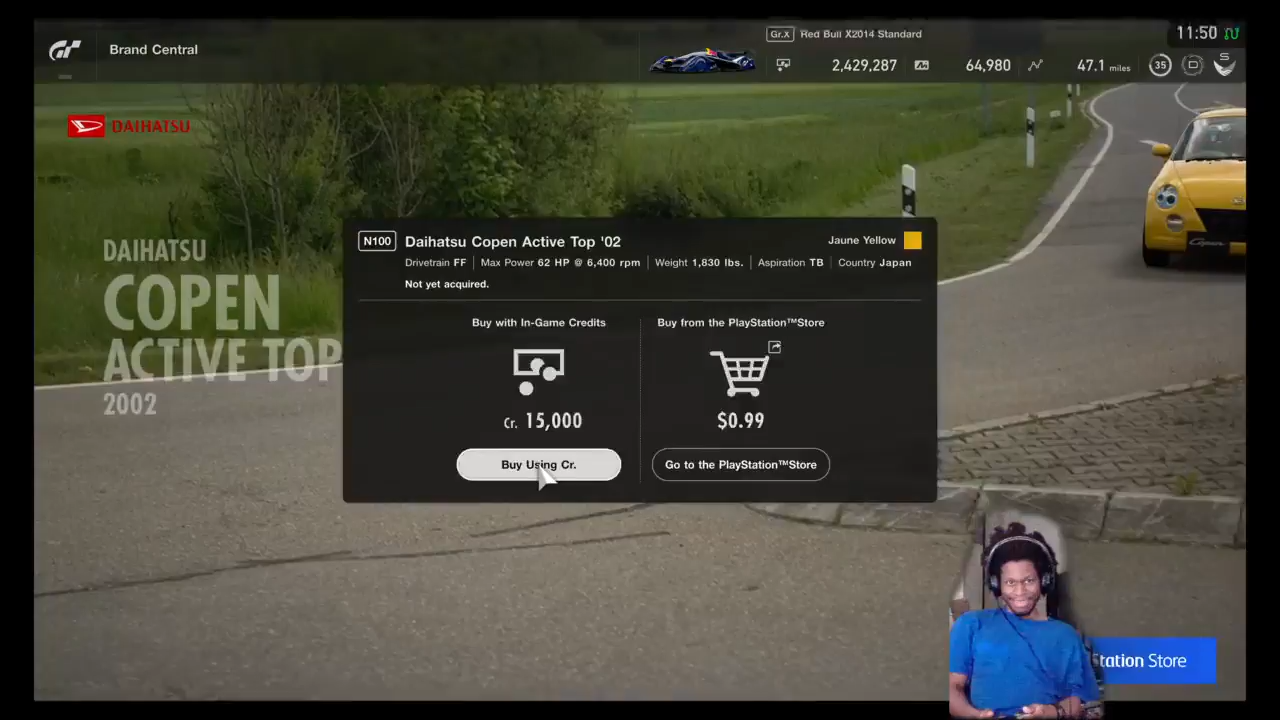 Brand Central
Gr.X Red Bull X2014 Standard
2,429,287
64,980
47.1 miles
35
S
11:50
DAIHATSU
DAIHATSU
COPEN
ACTIVE TOP
2002
N100 Daihatsu Copen Active Top '02
Jaune Yellow
Drivetrain FF | Max Power 62 HP @ 6,400 rpm | Weight 1,830 lbs. | Aspiration TB | Country Japan
Not yet acquired.
Buy with In-Game Credits
Cr. 15,000
Buy Using Cr.
Buy from the PlayStation™Store
$0.99
Go to the PlayStation™Store
Station Store